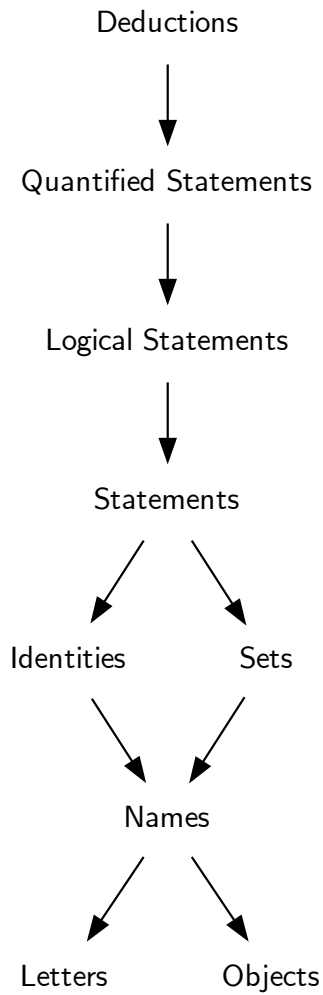 Deductions
Quantified Statements
Logical Statements
Statements
Identities
Sets
Names
Letters
Objects